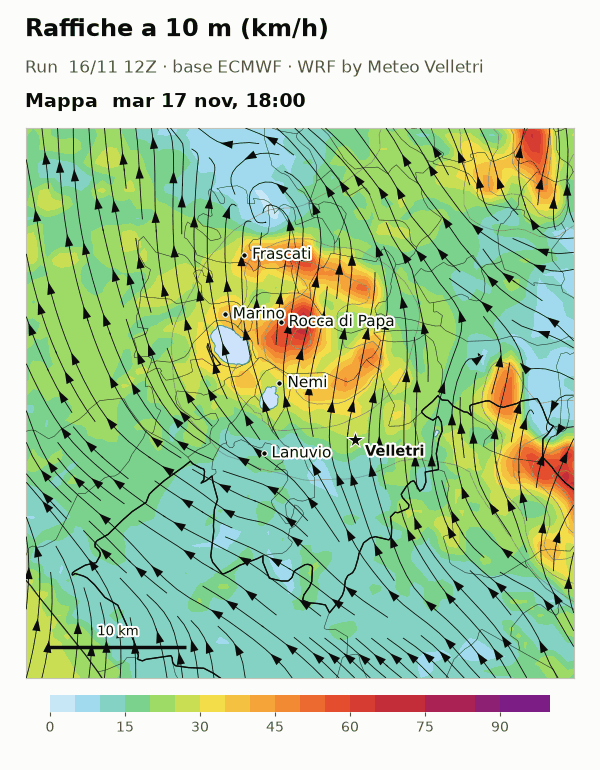 Raffiche a 10 m (km/h)
Run  16/11 12Z · base ECMWF · WRF by Meteo Velletri
Mappa  mar 17 nov, 18:00
Frascati
Marino
Rocca di Papa
Nemi
Velletri
Lanuvio
10 km
0 15 30 45 60 75 90